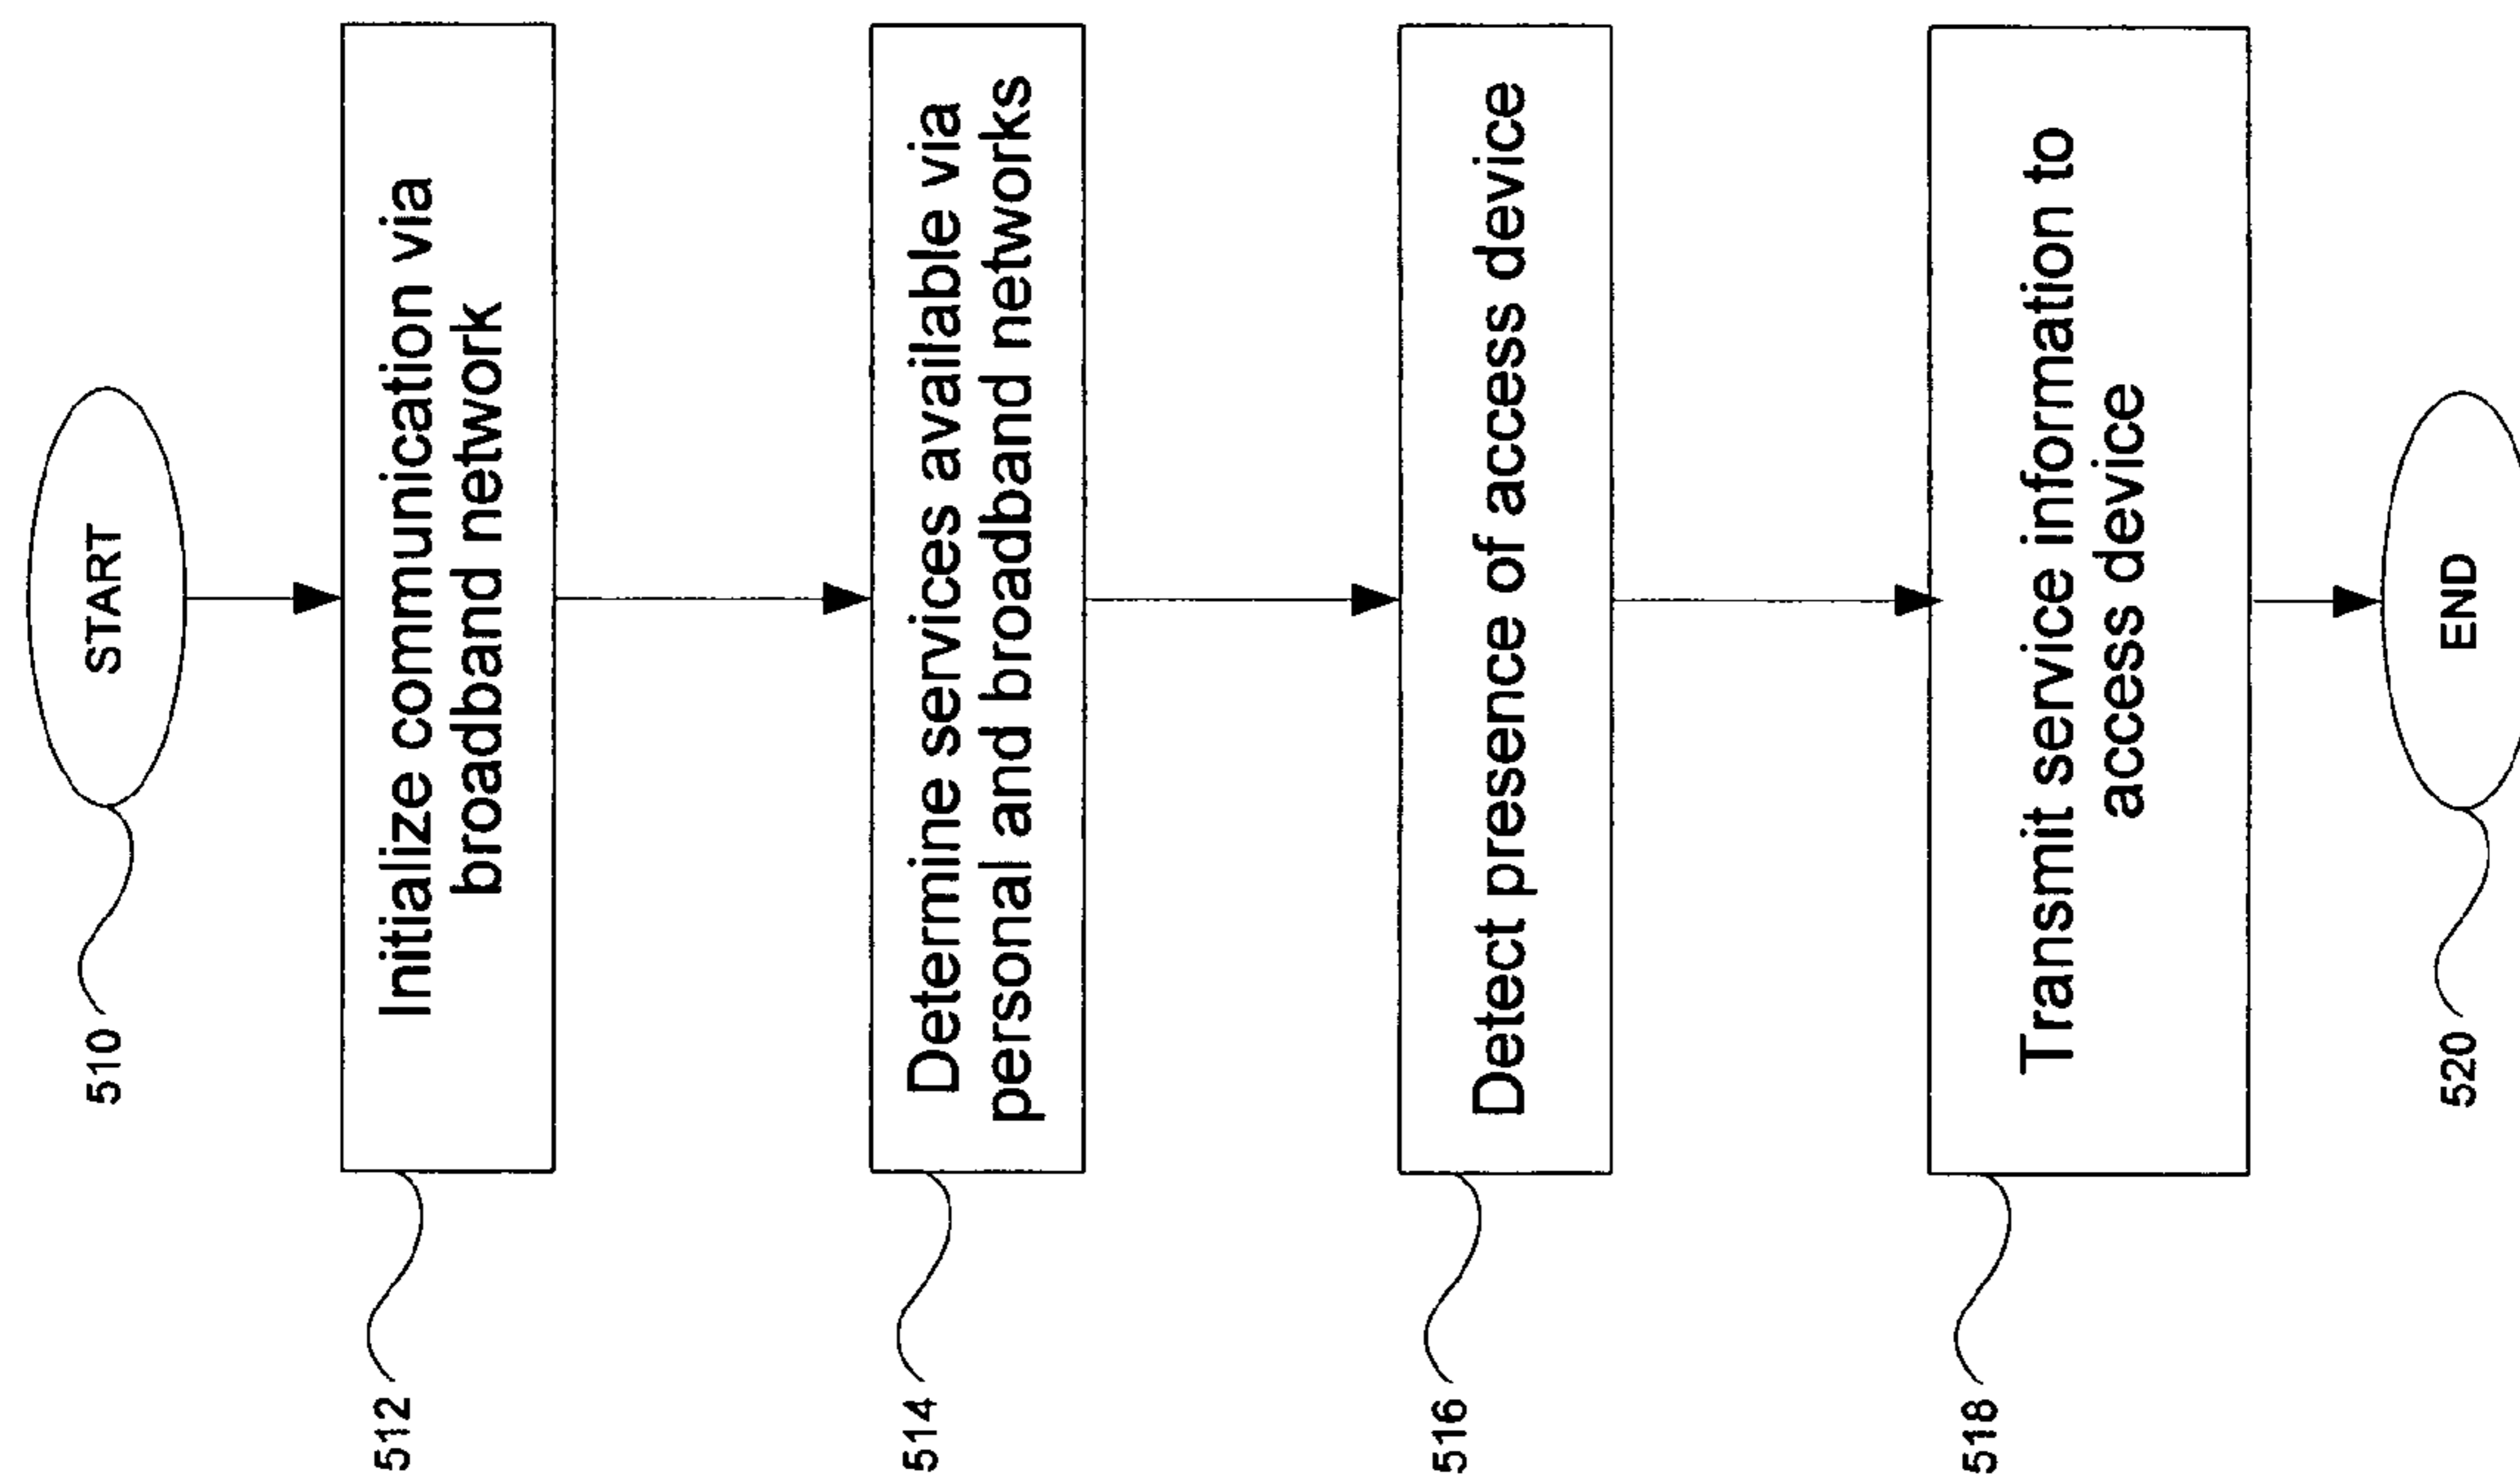 START
510
Initialize communication via
broadband network
512
Determine services available via
personal and broadband networks
514
Detect presence of access device
516
Transmit service information to
access device
518
END
520